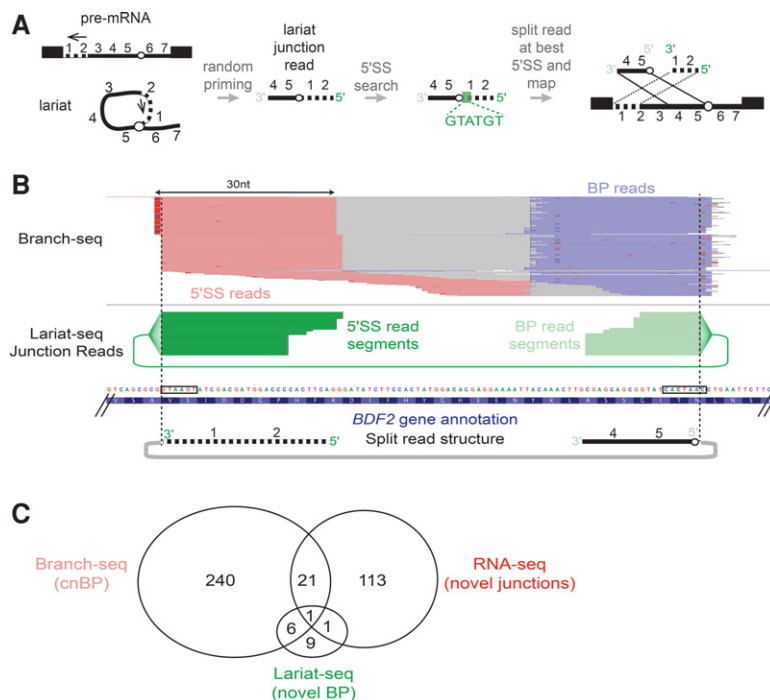 A
pre-mRNA
1 2 3 4 5 6 7
lariat
3 2
4 1
5 6 7
random
priming
lariat
junction
read
4 5 1 2
3' 5'
5'SS
search
4 5 1 2
3' 5'
GTATGT
split read
at best
5'SS and
map
5' 3'
4 5 1 2
3' 5'
1 2 3 4 5 6 7
B
30nt
BP reads
Branch-seq
5'SS reads
Lariat-seq
Junction Reads
5'SS read
segments
BP read
segments
GTCAGCGCGGTAAGTATCGACGATGGACCCCACTTCAGGGATATCTTCCACTATGGACACGAGGAAAATTACAAACTTGCGAGCAGCGGTATCACTAACCTGAATTCTTC
BDF2 gene annotation
3' 1 2 5'
Split read structure
4 5 5'
C
Branch-seq
(cnBP)
240
21
113
RNA-seq
(novel junctions)
1
6 1
9
Lariat-seq
(novel BP)